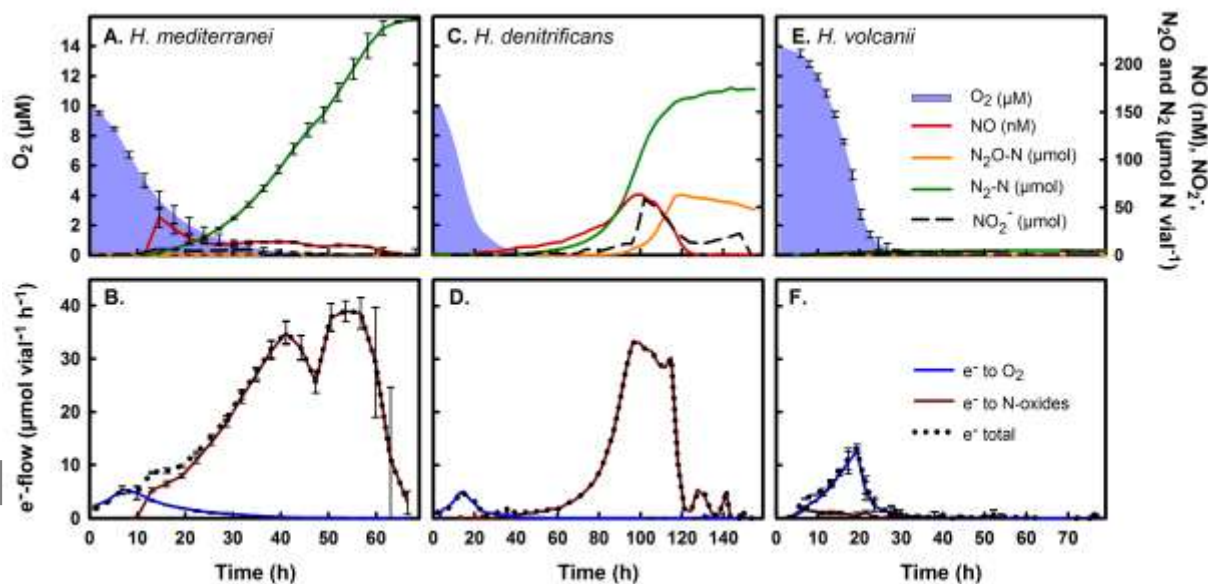 A. H. mediterranei
C. H. denitrificans
E. H. volcanii
14
12
10
8
6
4
2
0
O₂ (µM)
200
150
100
50
0
NO (nM), NO₂⁻,
N₂O and N₂ (µmol N vial⁻¹)
O₂ (µM)
NO (nM)
N₂O-N (µmol)
N₂-N (µmol)
NO₂⁻ (µmol)
B.
D.
F.
40
30
20
10
0
e⁻-flow (µmol vial⁻¹ h⁻¹)
e⁻ to O₂
e⁻ to N-oxides
e⁻ total
0 10 20 30 40 50 60
0 20 40 60 80 100 120 140
0 10 20 30 40 50 60 70
Time (h)
Time (h)
Time (h)